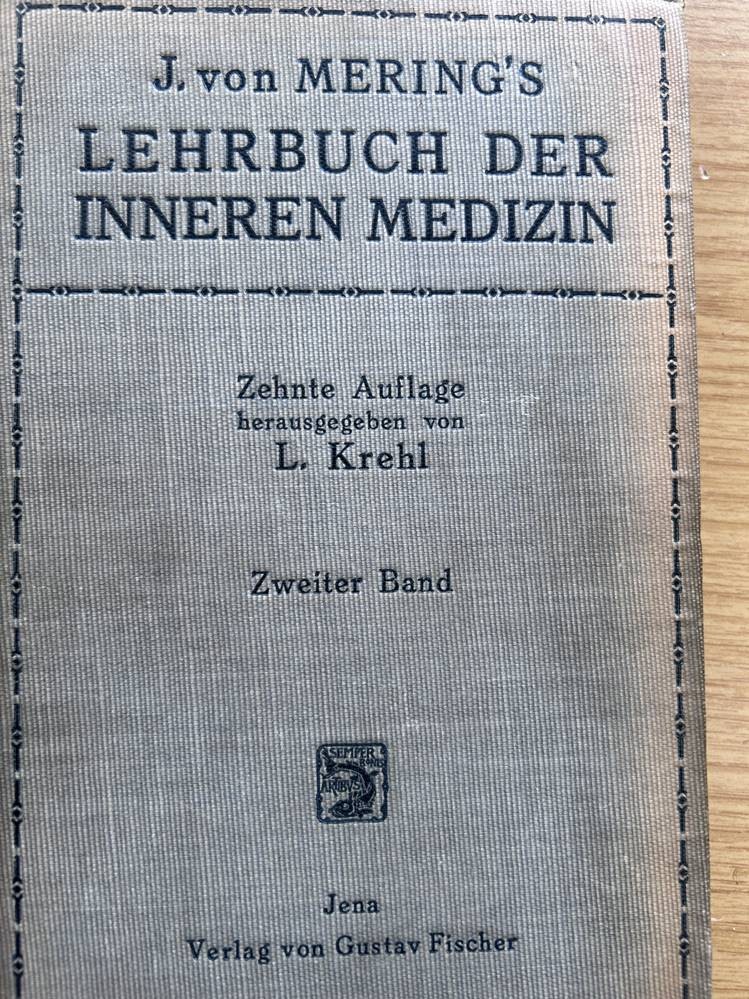 J. von MERING'S
LEHRBUCH DER
INNEREN MEDIZIN
Zehnte Auflage
herausgegeben von
L. Krehl
Zweiter Band
SEMPER
BONIS
ARTIBVS
Jena
Verlag von Gustav Fischer